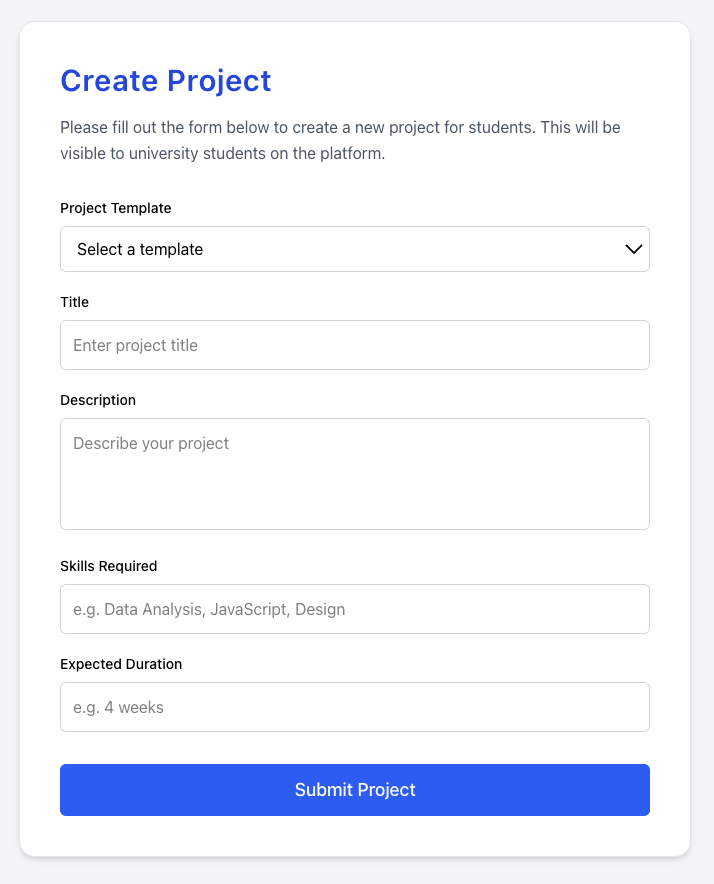 Create Project
Please fill out the form below to create a new project for students. This will be
visible to university students on the platform.
Project Template
Select a template
Title
Enter project title
Description
Describe your project
Skills Required
e.g. Data Analysis, JavaScript, Design
Expected Duration
e.g. 4 weeks
Submit Project